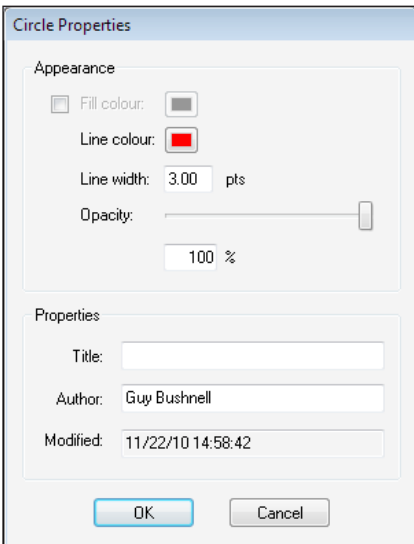 Circle Properties
Appearance
Fill colour:
Line colour:
Line width: 3.00 pts
Opacity:
100 %
Properties
Title:
Author: Guy Bushnell
Modified: 11/22/10 14:58:42
OK Cancel